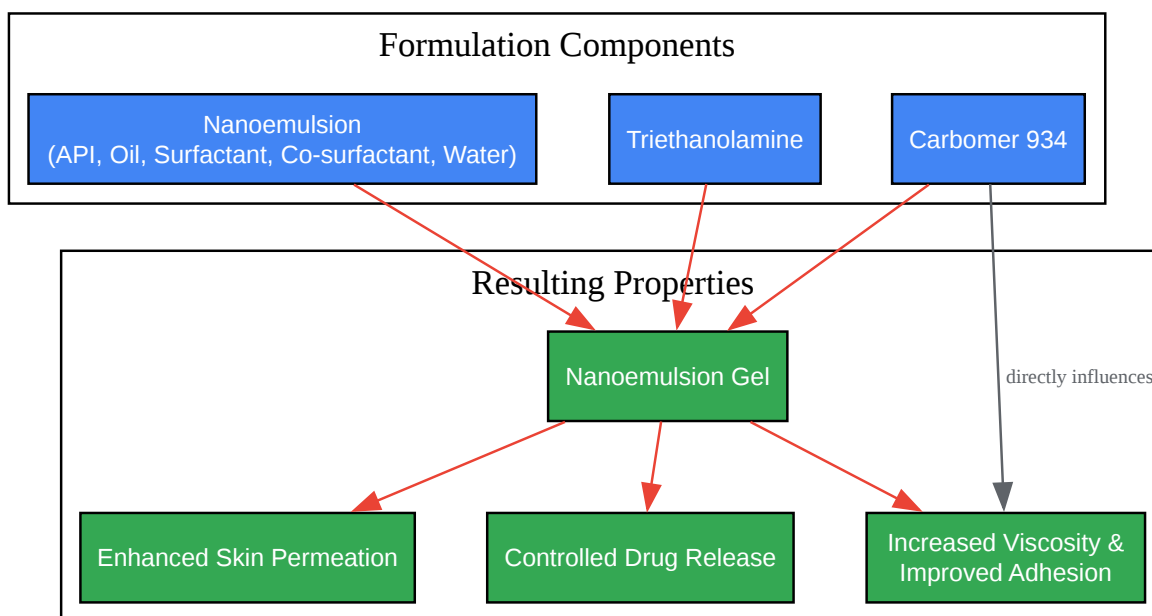 Formulation Components
Nanoemulsion
(API, Oil, Surfactant, Co-surfactant, Water)
Triethanolamine
Carbomer 934
Resulting Properties
Nanoemulsion Gel
directly influences
Enhanced Skin Permeation
Controlled Drug Release
Increased Viscosity &
Improved Adhesion